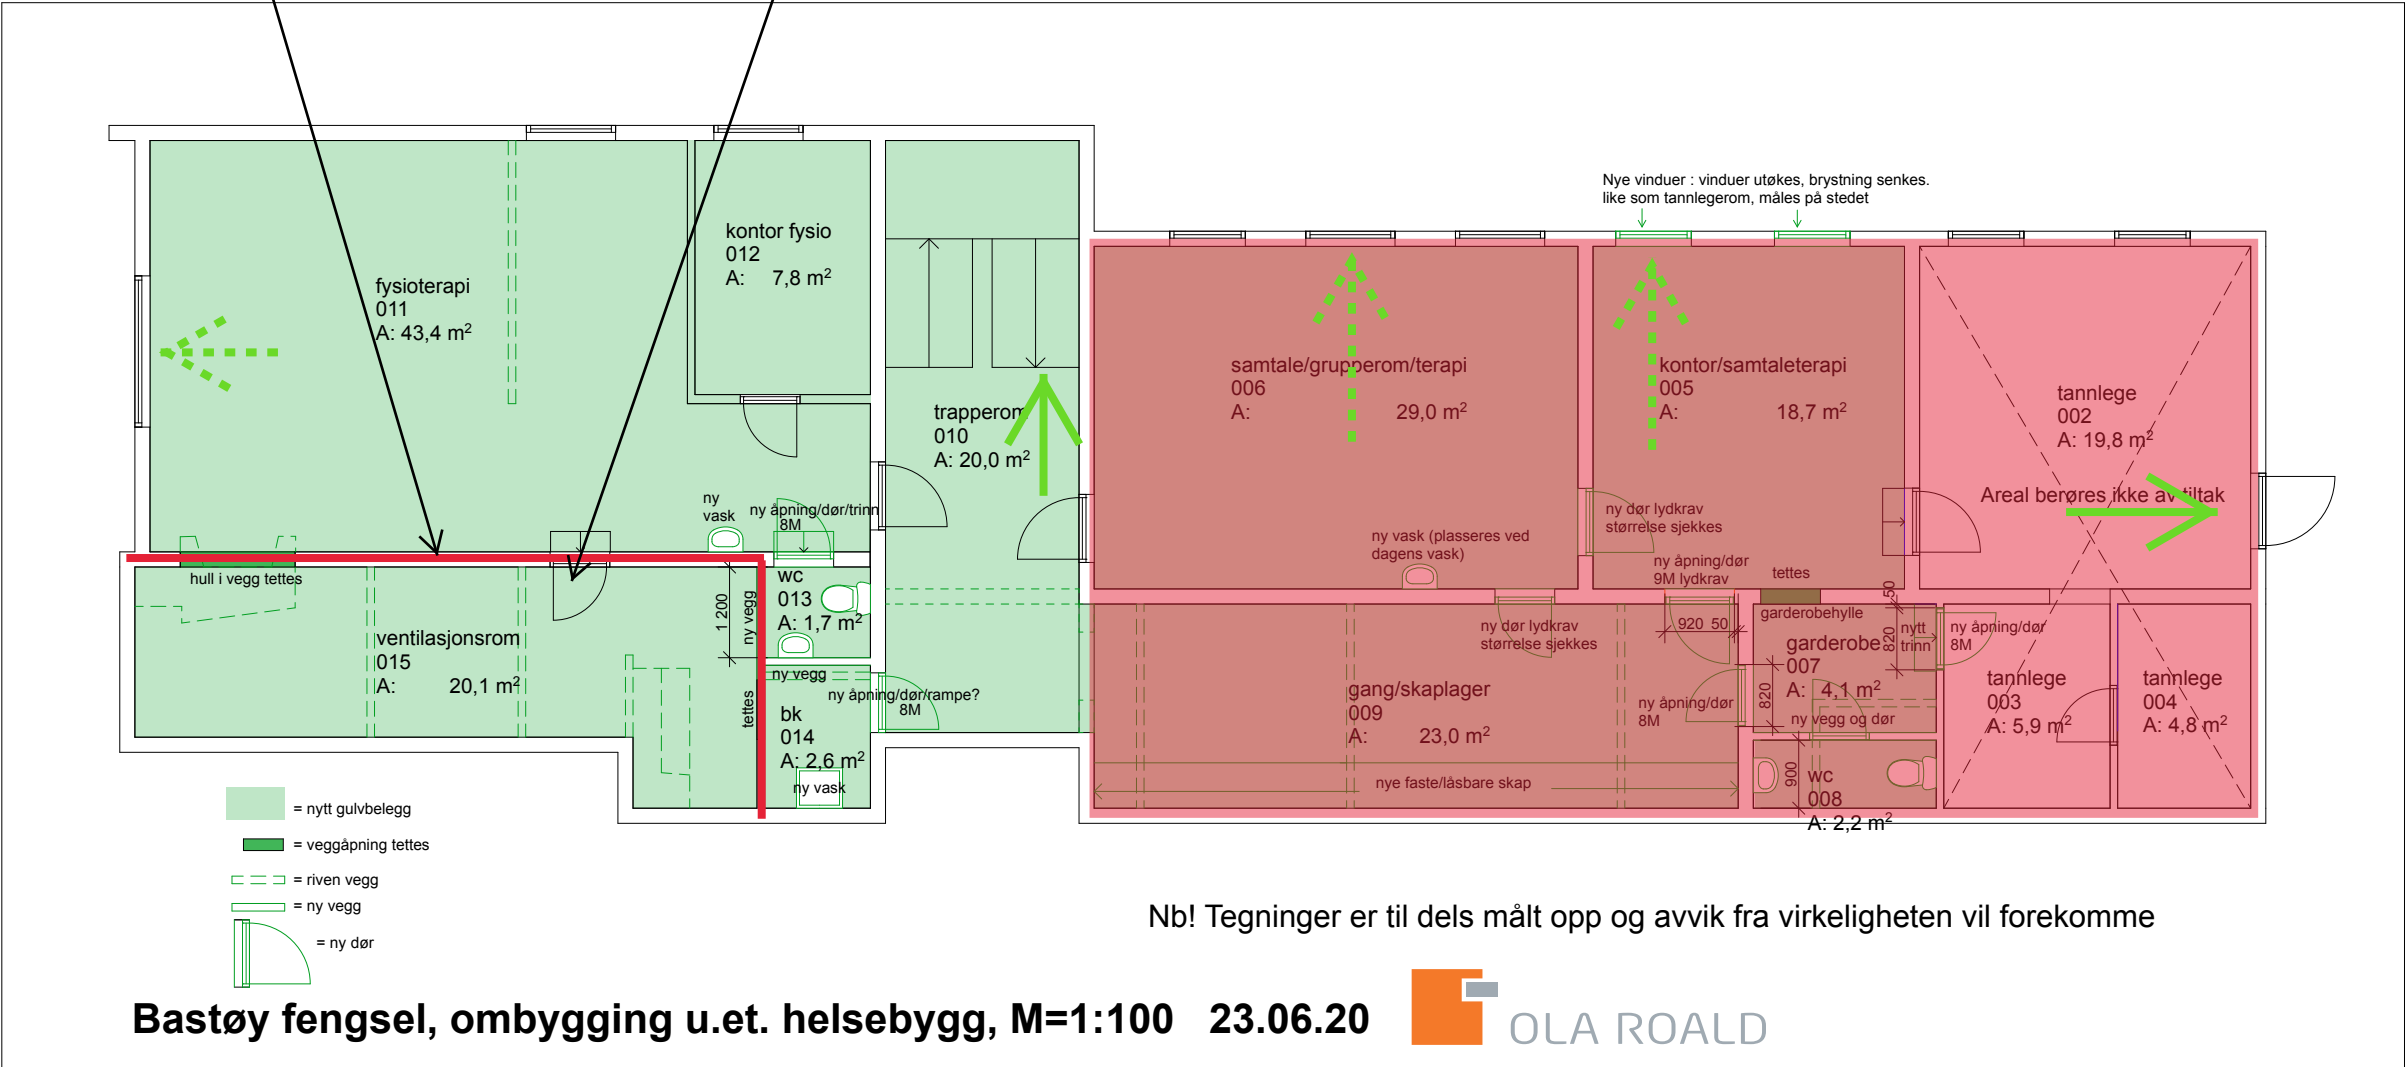 Nye vinduer : vinduer utøkes, brystning senkes.
like som tannlegerom, måles på stedet
kontor fysio
012
A: 7,8 m²
fysioterapi
011
A: 43,4 m²
trapperom
010
A: 20,0 m²
samtale/grupperom/terapi
006
A: 29,0 m²
kontor/samtaleterapi
005
A: 18,7 m²
tannlege
002
A: 19,8 m²
Areal berøres ikke av tiltak
ny
vask
ny åpning/dør/trinn
8M
ny vask (plasseres ved
dagens vask)
ny dør lydkrav
størrelse sjekkes
ny åpning/dør
9M lydkrav
tettes
hull i vegg tettes
1 200
ny vegg
wc
013
A: 1,7 m²
ventilasjonsrom
015
A: 20,1 m²
ny vegg
tettes
ny åpning/dør/rampe?
8M
bk
014
A: 2,6 m²
ny vask
ny dør lydkrav
størrelse sjekkes
920 50
gang/skaplager
009
A: 23,0 m²
nye faste/låsbare skap
ny åpning/dør
8M
820
garderobehylle
garderobe
007
A: 4,1 m²
50
820
nytt
trinn
ny åpning/dør
8M
ny vegg og dør
900
wc
008
A: 2,2 m²
tannlege
003
A: 5,9 m²
tannlege
004
A: 4,8 m²
= nytt gulvbelegg
= veggåpning tettes
= riven vegg
= ny vegg
= ny dør
Nb! Tegninger er til dels målt opp og avvik fra virkeligheten vil forekomme
Bastøy fengsel, ombygging u.et. helsebygg, M=1:100 23.06.20
OLA ROALD